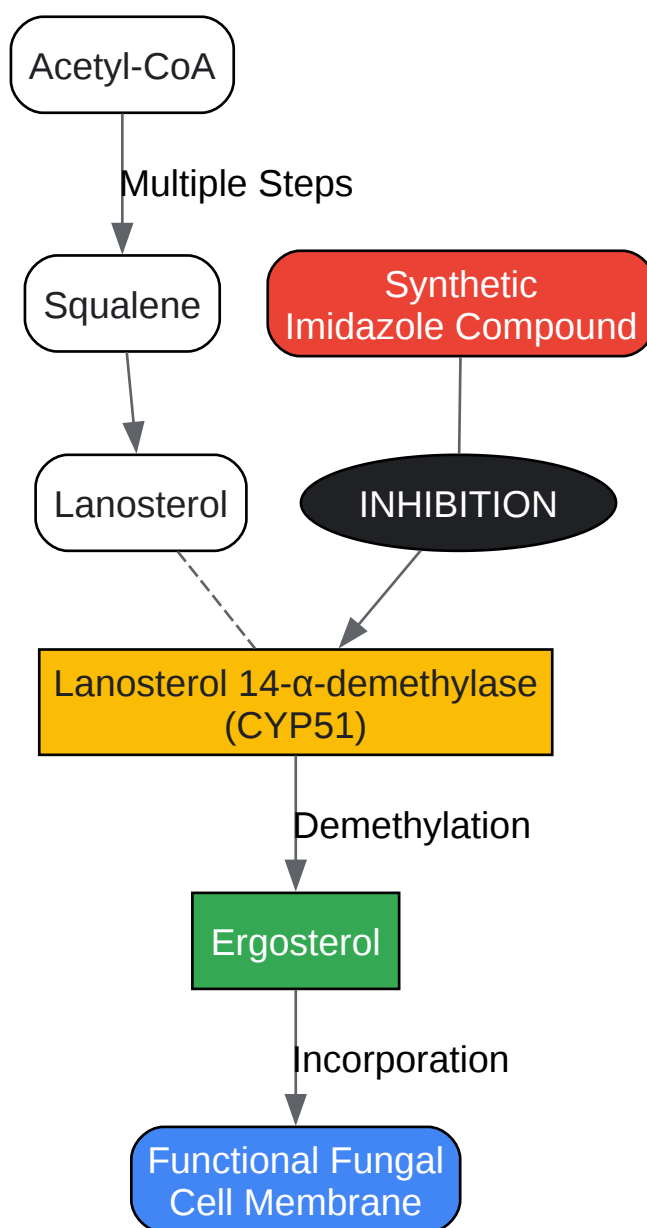 Acetyl-CoA
Multiple Steps
Squalene
Synthetic
Imidazole Compound
Lanosterol
INHIBITION
Lanosterol 14-α-demethylase
(CYP51)
Demethylation
Ergosterol
Incorporation
Functional Fungal
Cell Membrane